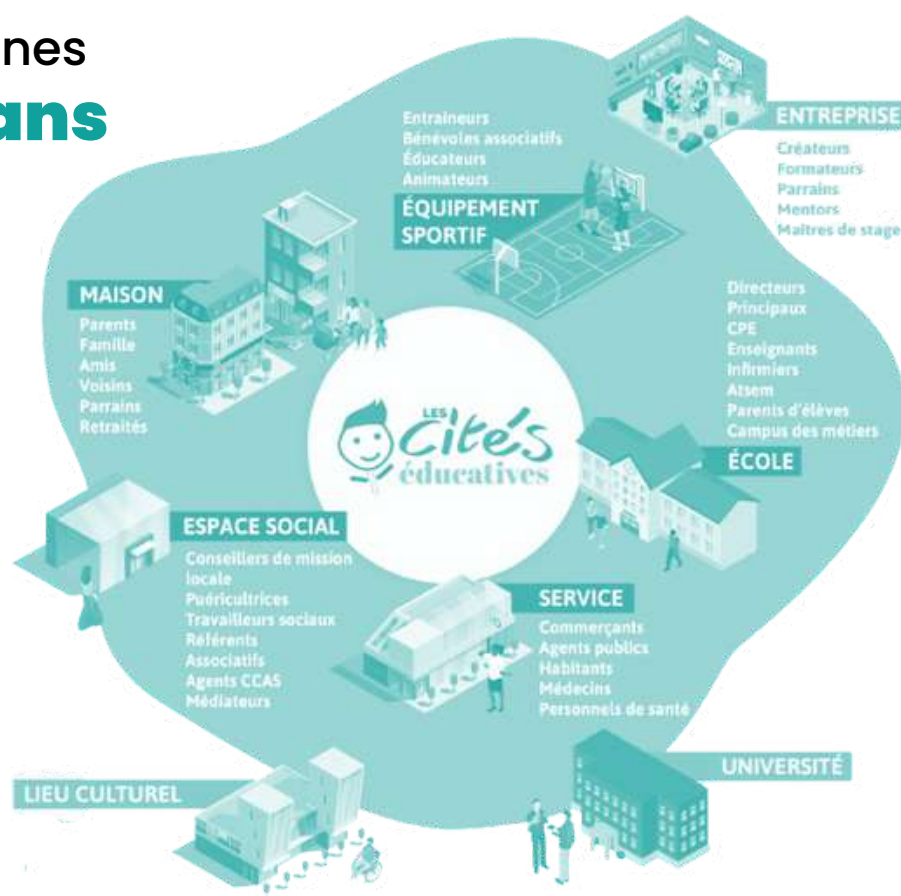 nes
ans
ENTREPRISE
Créateurs
Formateurs
Parrains
Mentors
Maîtres de stage
Entraineurs
Bénévoles associatifs
Éducateurs
Animateurs
ÉQUIPEMENT
SPORTIF
MAISON
Parents
Famille
Amis
Voisins
Parrains
Retraités
Directeurs
Principaux
CPE
Enseignants
Infirmiers
Atsem
Parents d'élèves
Campus des métiers
ÉCOLE
LES
Cités
éducatives
ESPACE SOCIAL
Conseillers de mission
locale
Puéricultrices
Travailleurs sociaux
Référents
Associatifs
Agents CCAS
Médiateurs
SERVICE
Commerçants
Agents publics
Habitants
Médecins
Personnels de santé
UNIVERSITÉ
LIEU CULTUREL